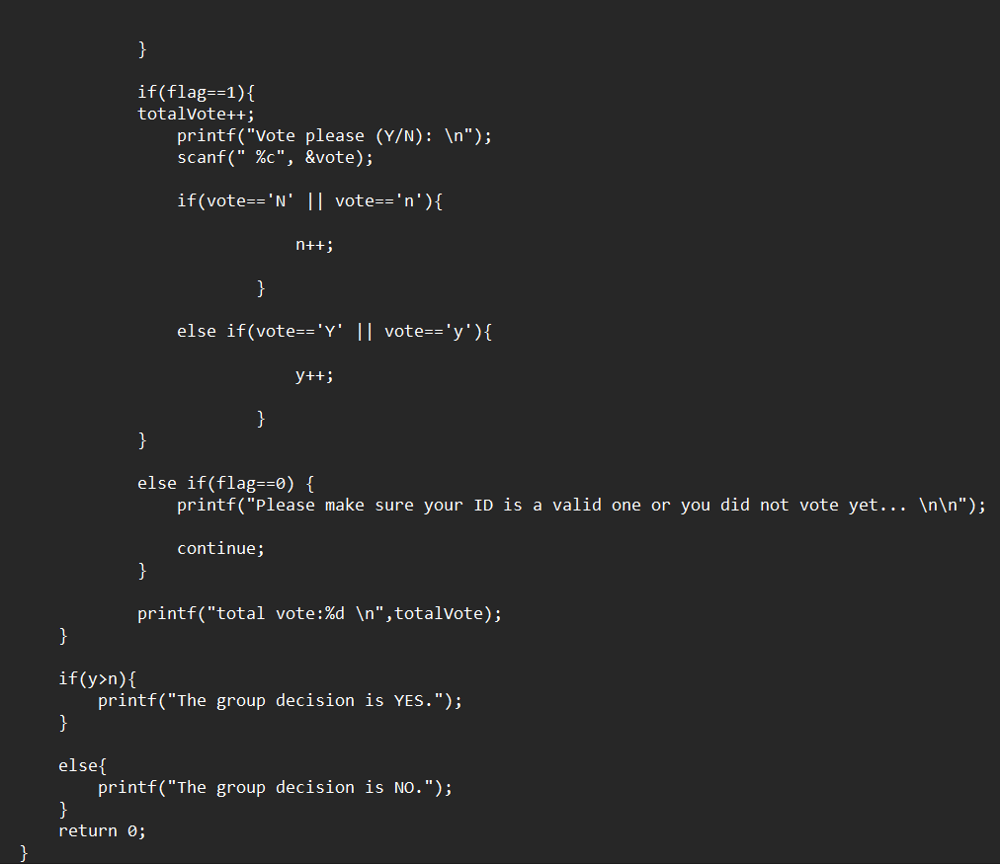 }
if(flag==1){
totalVote++;
printf("Vote please (Y/N): \n");
scanf(" %c", &vote);
if(vote=='N' || vote=='n'){
n++;
}
else if(vote=='Y' || vote=='y'){
y++;
}
}
else if(flag==0) {
printf("Please make sure your ID is a valid one or you did not vote yet... \n\n");
continue;
}
printf("total vote:%d \n",totalVote);
}
if(y>n){
printf("The group decision is YES.");
}
else{
printf("The group decision is NO.");
}
return 0;
}